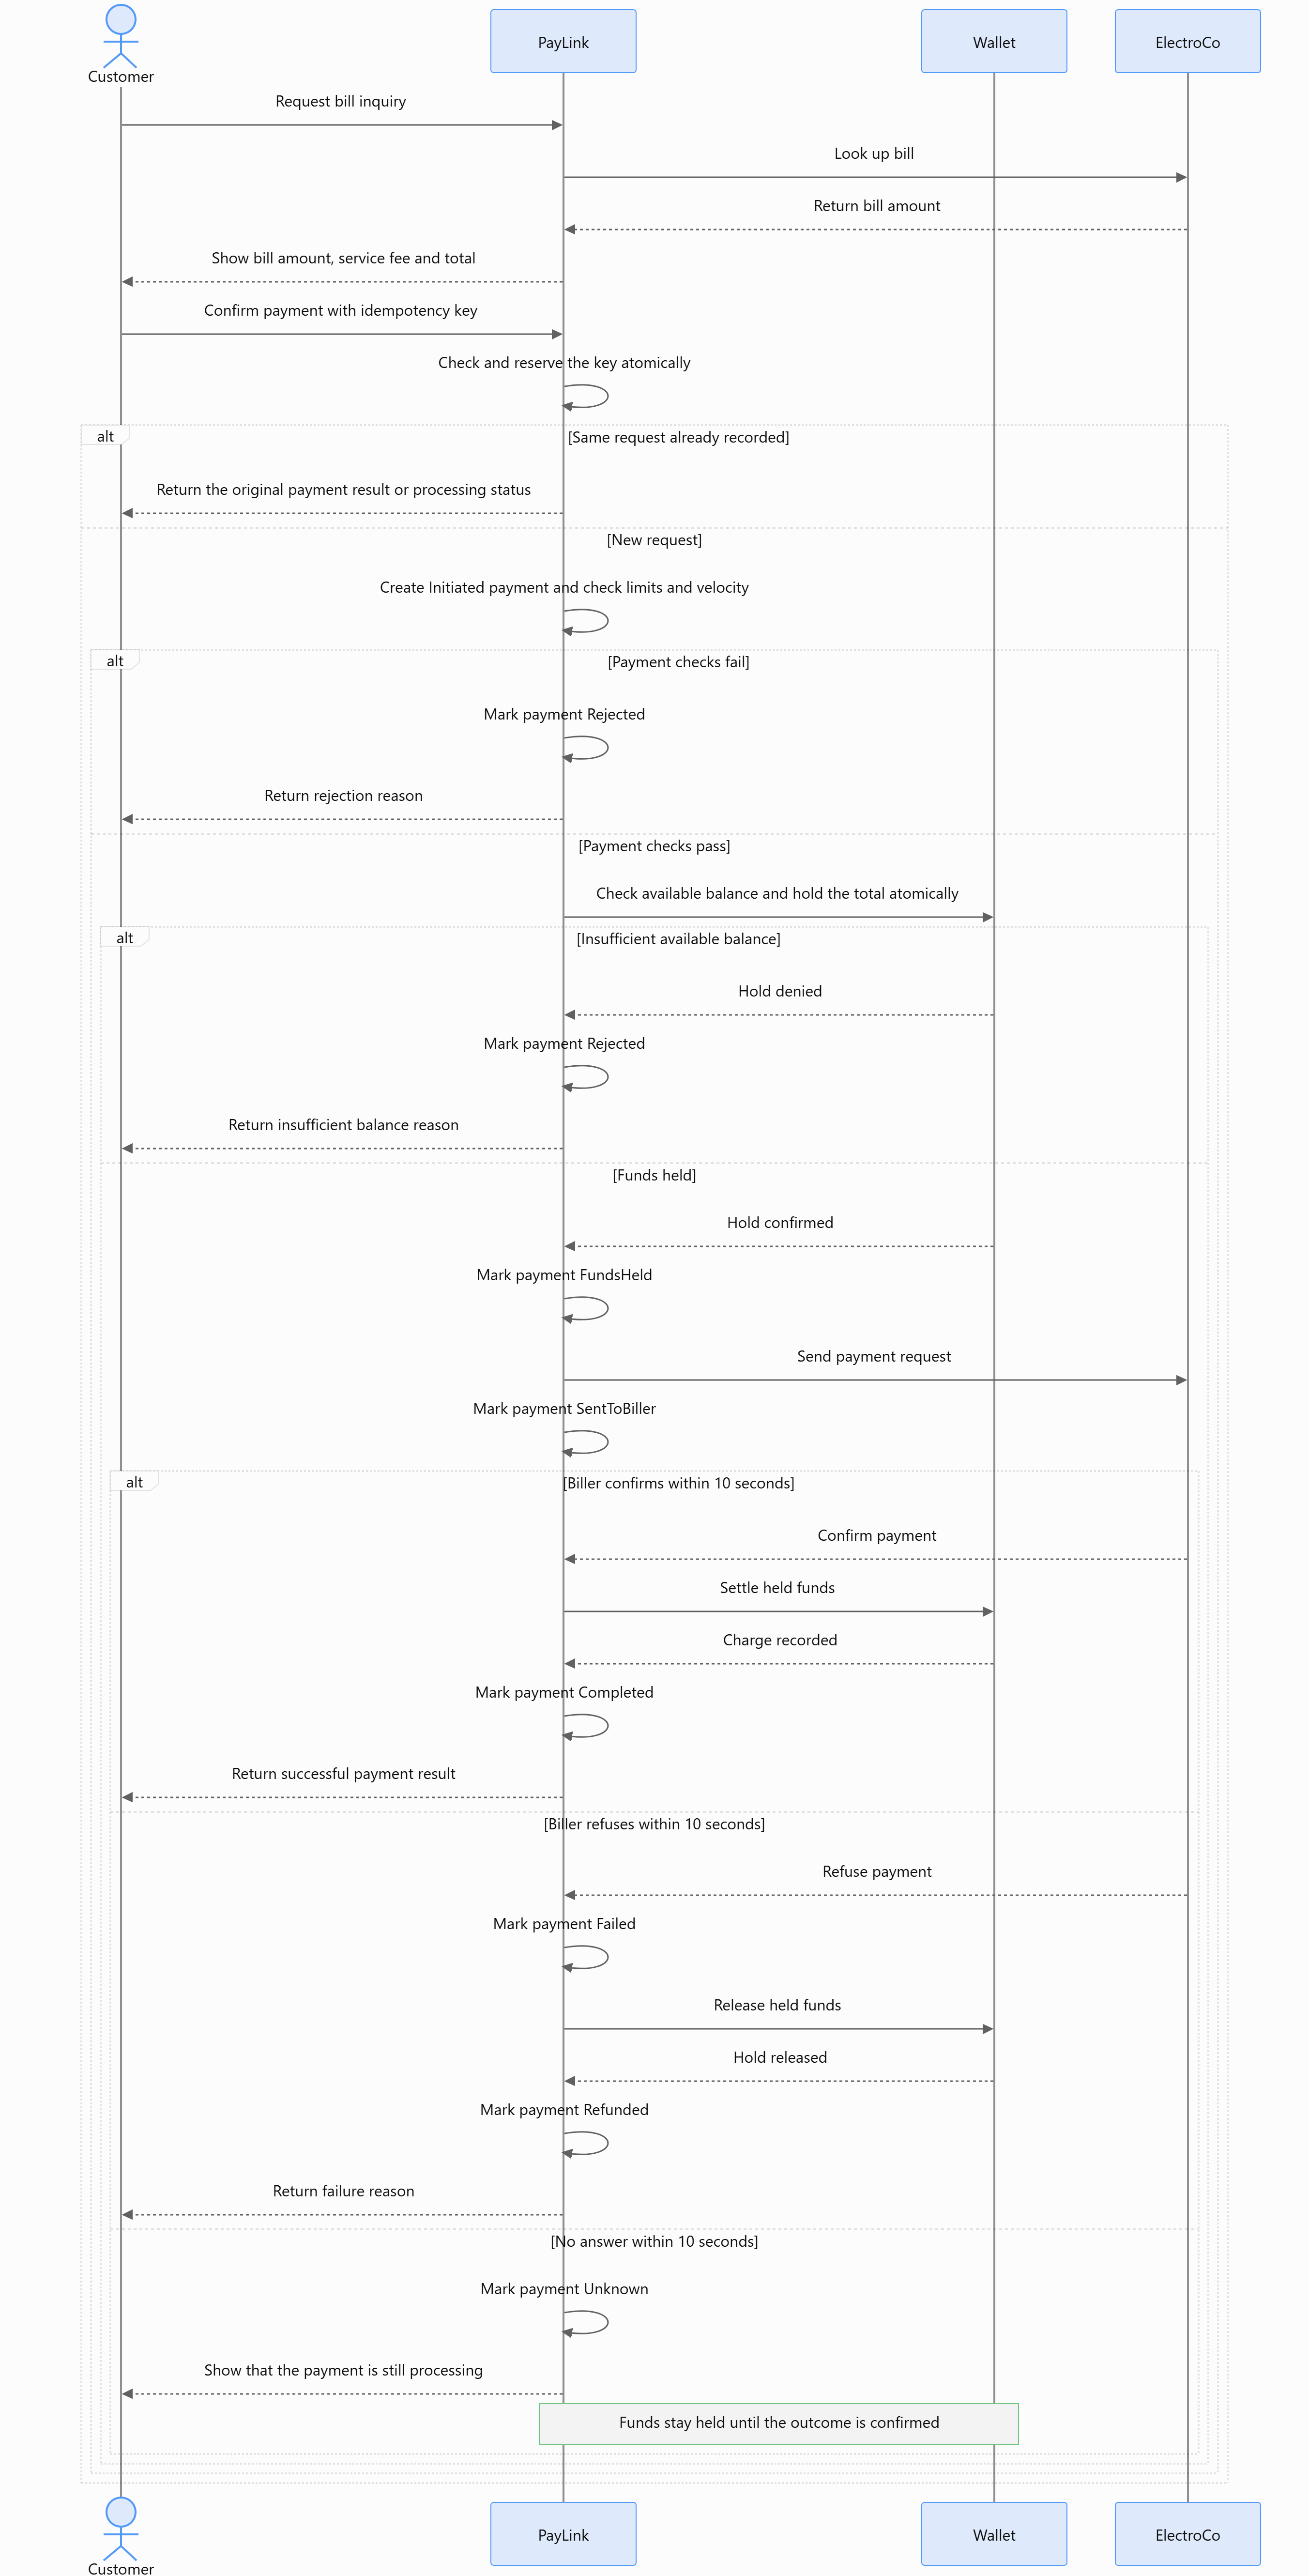 Customer
PayLink
Wallet
ElectroCo
Request bill inquiry
Look up bill
Return bill amount
Show bill amount, service fee and total
Confirm payment with idempotency key
Check and reserve the key atomically
alt
[Same request already recorded]
Return the original payment result or processing status
[New request]
Create Initiated payment and check limits and velocity
alt
[Payment checks fail]
Mark payment Rejected
Return rejection reason
[Payment checks pass]
Check available balance and hold the total atomically
alt
[Insufficient available balance]
Hold denied
Mark payment Rejected
Return insufficient balance reason
[Funds held]
Hold confirmed
Mark payment FundsHeld
Send payment request
Mark payment SentToBiller
alt
[Biller confirms within 10 seconds]
Confirm payment
Settle held funds
Charge recorded
Mark payment Completed
Return successful payment result
[Biller refuses within 10 seconds]
Refuse payment
Mark payment Failed
Release held funds
Hold released
Mark payment Refunded
Return failure reason
[No answer within 10 seconds]
Mark payment Unknown
Show that the payment is still processing
Funds stay held until the outcome is confirmed
PayLink
Wallet
ElectroCo
Customer